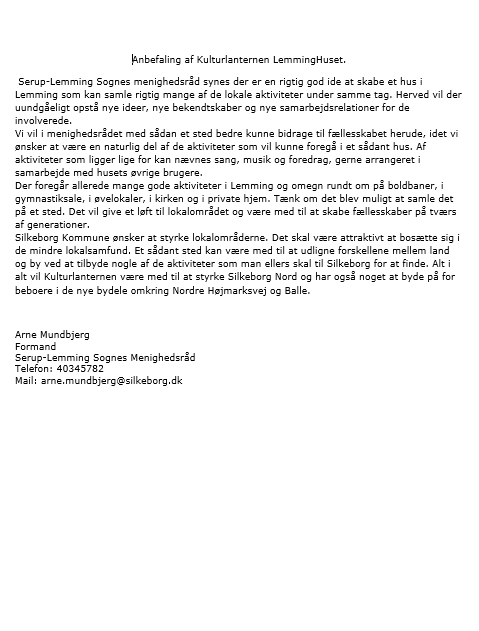 Anbefaling af Kulturlanternen LemmingHuset.
Serup-Lemming Sognes menighedsråd synes der er en rigtig god ide at skabe et hus i
Lemming som kan samle rigtig mange af de lokale aktiviteter under samme tag. Herved vil der
uundgåeligt opstå nye ideer, nye bekendtskaber og nye samarbejdsrelationer for de
involverede.
Vi vil i menighedsrådet med sådan et sted bedre kunne bidrage til fællesskabet herude, idet vi
ønsker at være en naturlig del af de aktiviteter som vil kunne foregå i et sådant hus. Af
aktiviteter som ligger lige for kan nævnes sang, musik og foredrag, gerne arrangeret i
samarbejde med husets øvrige brugere.
Der foregår allerede mange gode aktiviteter i Lemming og omegn rundt om på boldbaner, i
gymnastiksale, i øvelokaler, i kirken og i private hjem. Tænk om det blev muligt at samle det
på et sted. Det vil give et løft til lokalområdet og være med til at skabe fællesskaber på tværs
af generationer.
Silkeborg Kommune ønsker at styrke lokalområderne. Det skal være attraktivt at bosætte sig i
de mindre lokalsamfund. Et sådant sted kan være med til at udligne forskellene mellem land
og by ved at tilbyde nogle af de aktiviteter som man ellers skal til Silkeborg for at finde. Alt i
alt vil Kulturlanternen være med til at styrke Silkeborg Nord og har også noget at byde på for
beboere i de nye bydele omkring Nordre Højmarksvej og Balle.
Arne Mundbjerg
Formand
Serup-Lemming Sognes Menighedsråd
Telefon: 40345782
Mail: arne.mundbjerg@silkeborg.dk